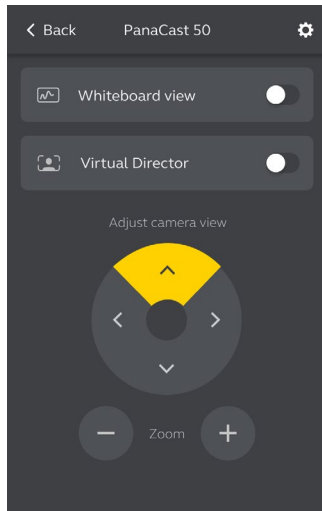 Back PanaCast 50
Whiteboard view
Virtual Director
Adjust camera view
Zoom